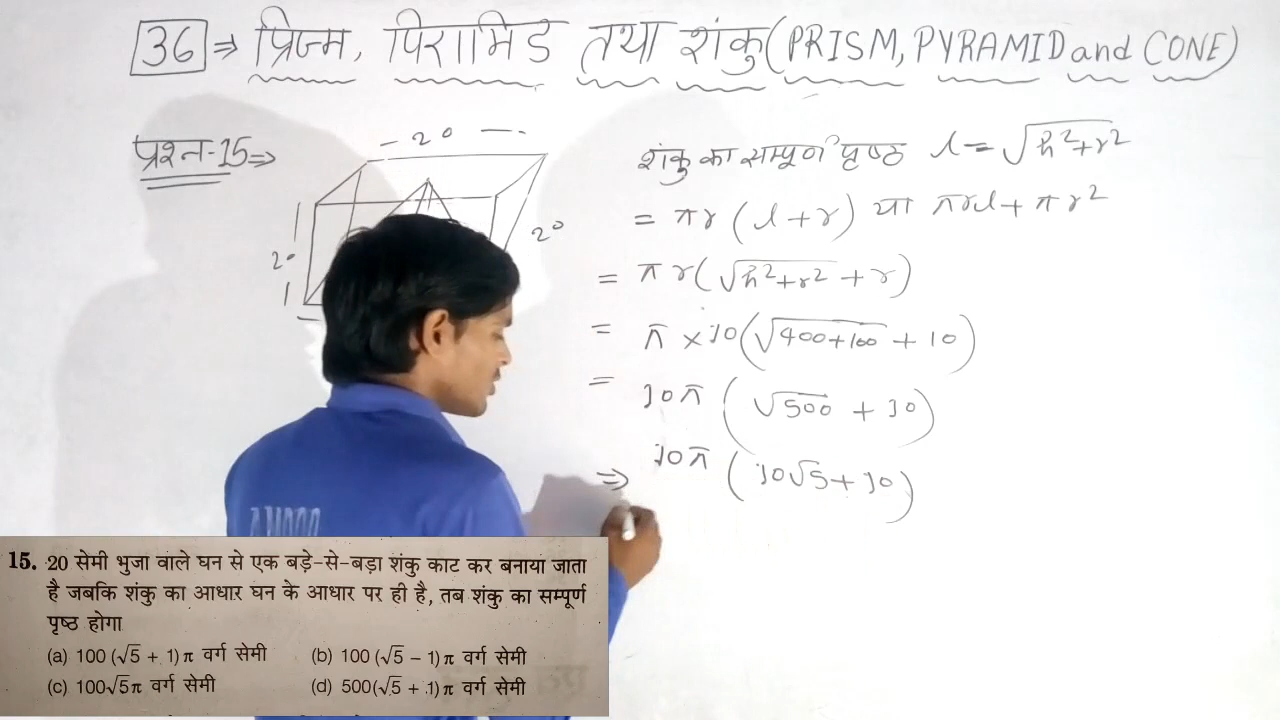 36 ⇒ प्रिज्म, पिरामिड तथा शंकु (PRISM, PYRAMID and CONE)
प्रश्न-15⇒
20
20
20
शंकु का सम्पूर्ण पृष्ठ l = √h²+r²
= πr (l+r) या πrl + πr²
= πr(√h²+r² + r)
= π × 10(√400+100 + 10)
= 10π (√500 + 10)
⇒ 10π (10√5 + 10)
15. 20 सेमी भुजा वाले घन से एक बड़े-से-बड़ा शंकु काट कर बनाया जाता
है जबकि शंकु का आधार घन के आधार पर ही है, तब शंकु का सम्पूर्ण
पृष्ठ होगा
(a) 100 (√5 + 1) π वर्ग सेमी (b) 100 (√5 − 1) π वर्ग सेमी
(c) 100√5π वर्ग सेमी (d) 500(√5 + 1) π वर्ग सेमी